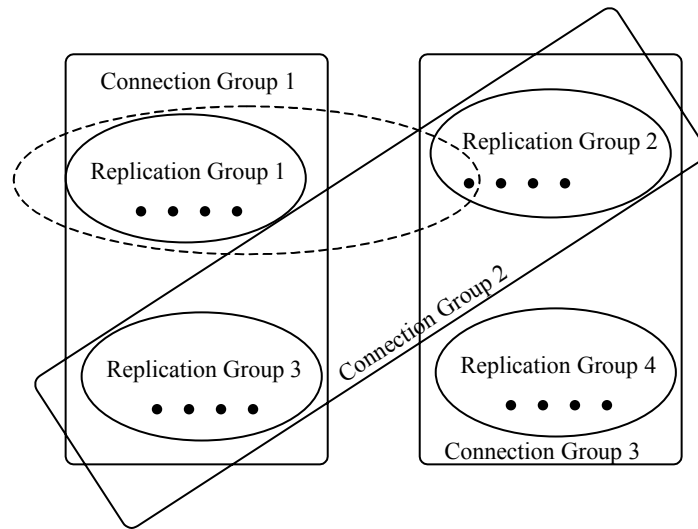 Connection Group 1
Replication Group 2
Replication Group 1
Connection Group 2
Replication Group 3
Replication Group 4
Connection Group 3